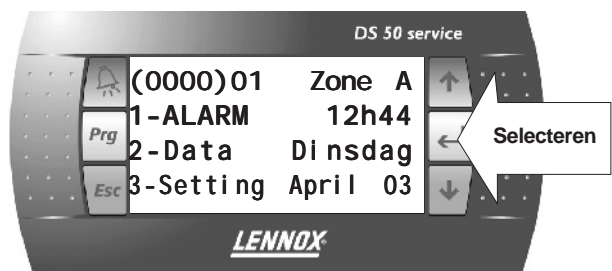 DS 50 service
(0000)01 Zone A
1-ALARM 12h44
Prg
2-Data Dinsdag
Selecteren
Esc
3-Setting April 03
LENNOX